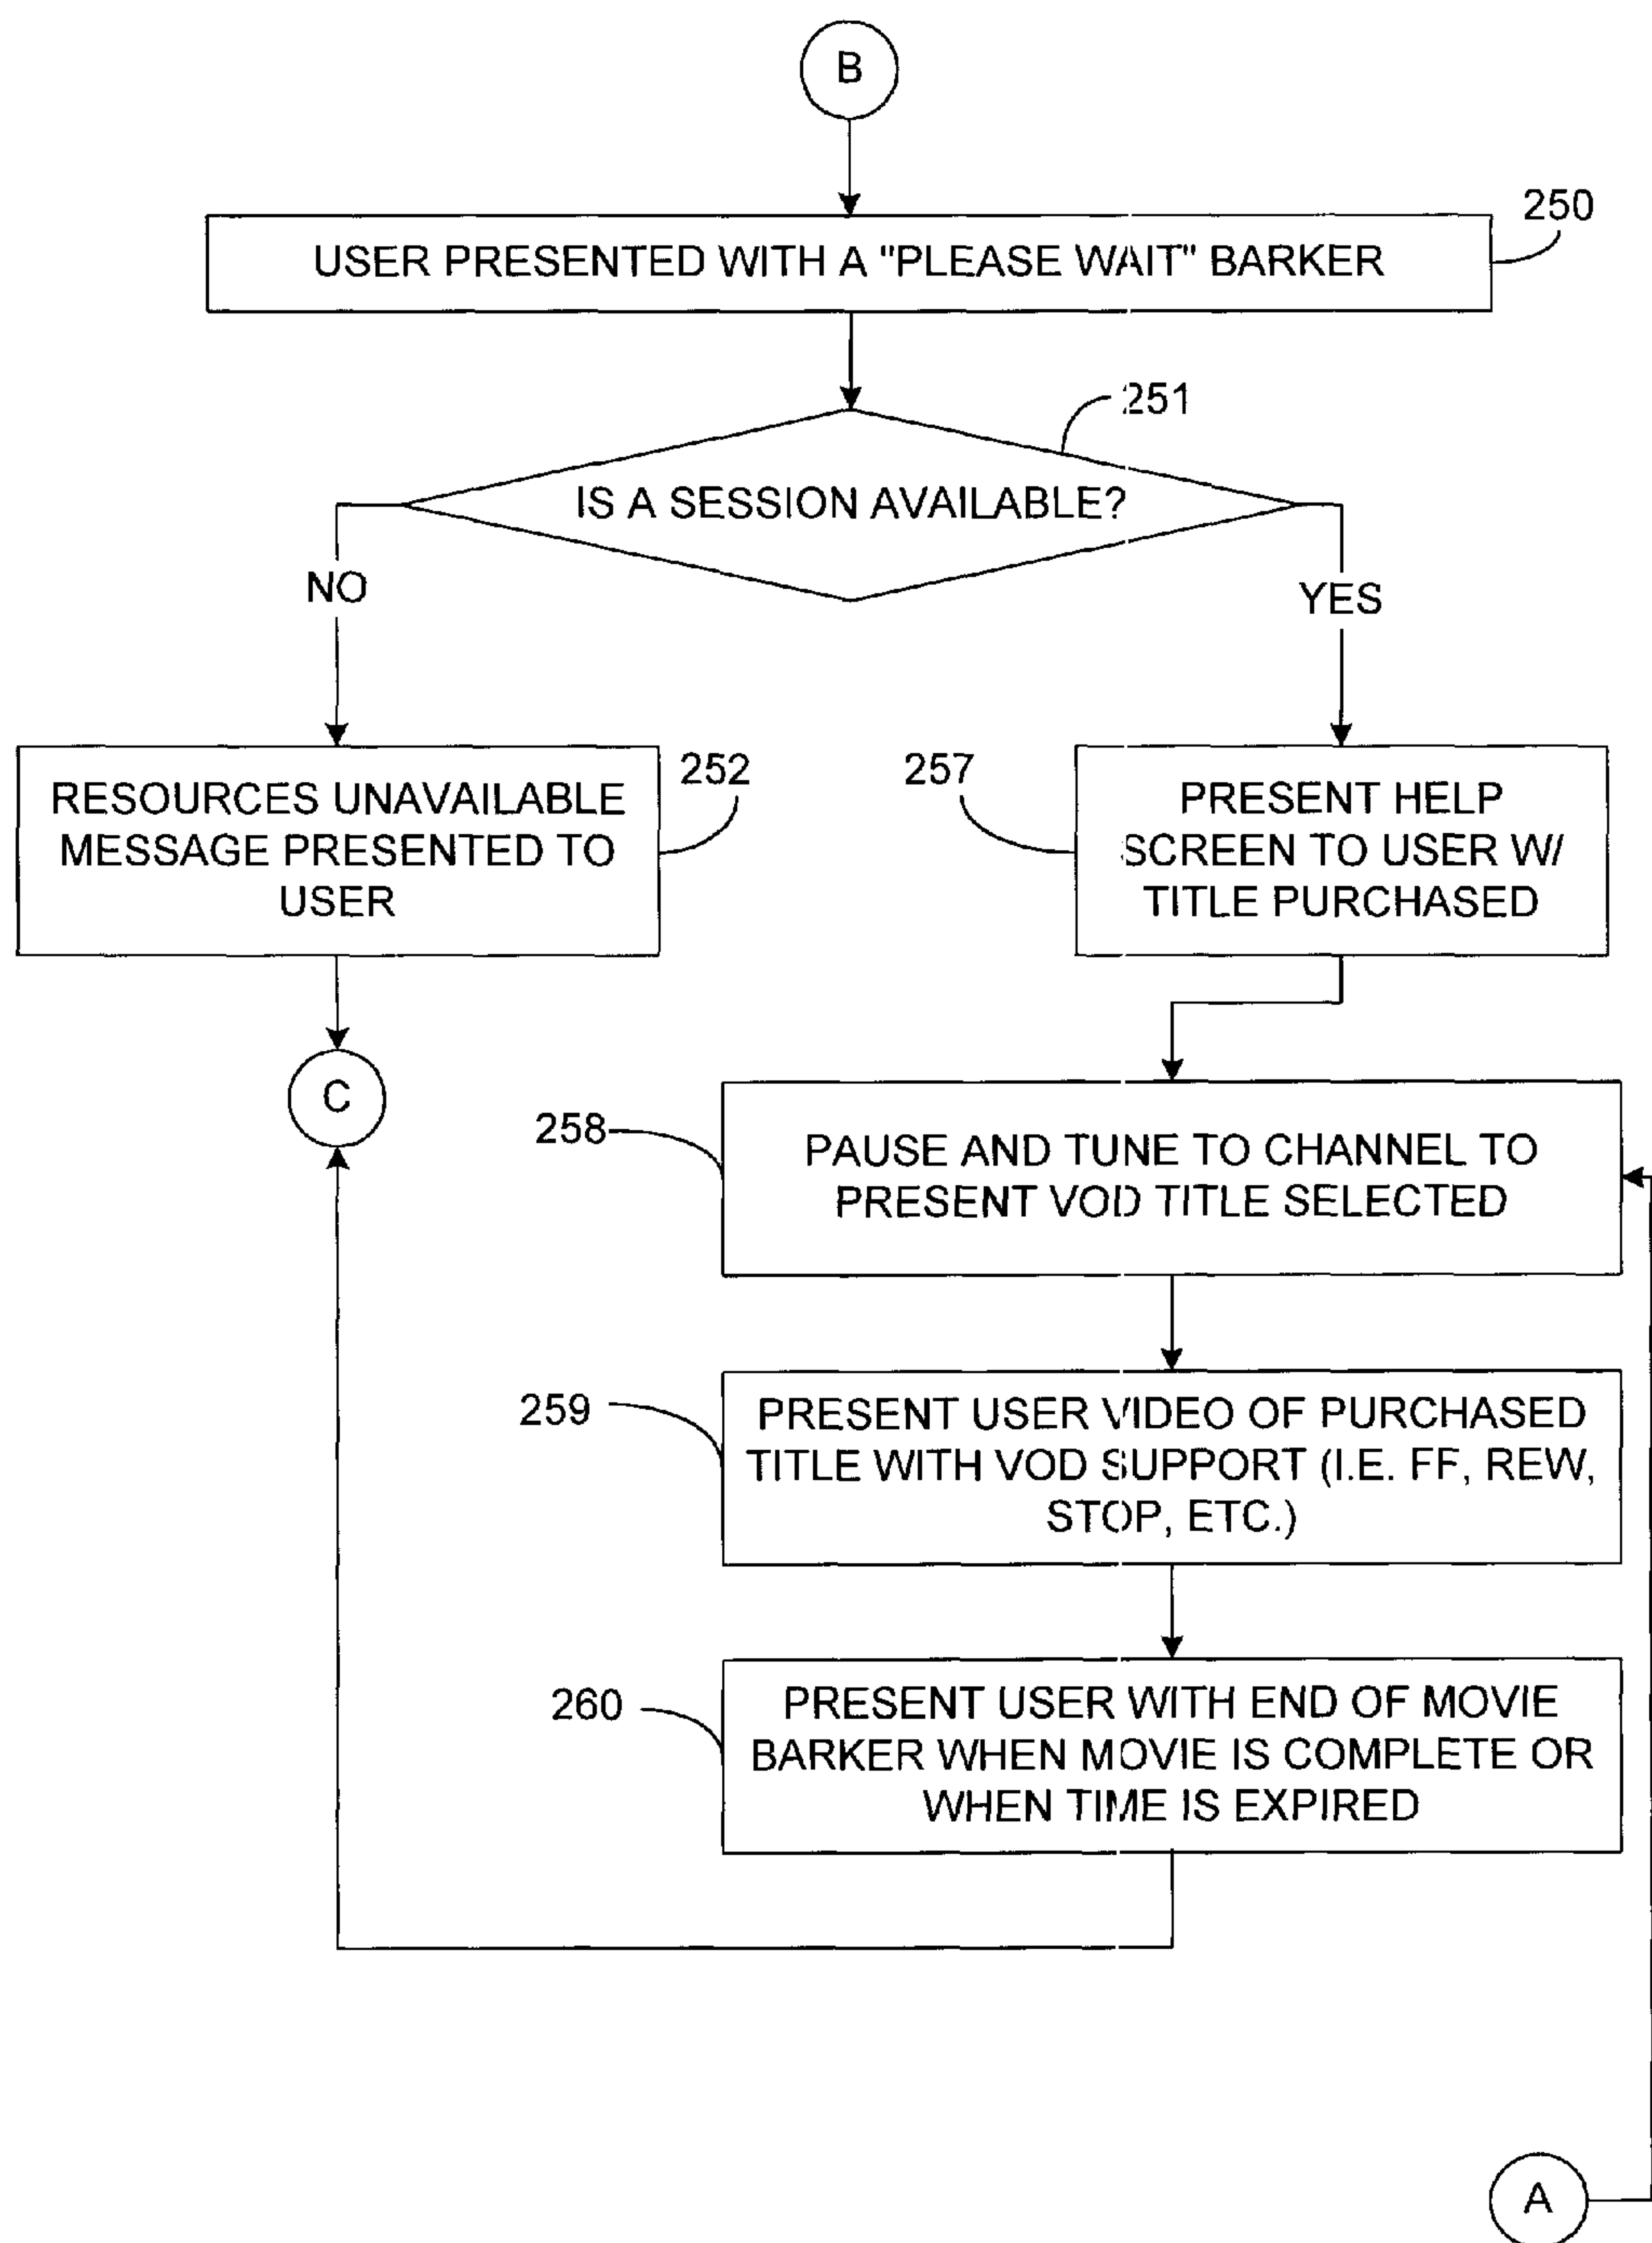 B
250
USER PRESENTED WITH A "PLEASE WAIT" BARKER
251
IS A SESSION AVAILABLE?
NO
YES
252
RESOURCES UNAVAILABLE
MESSAGE PRESENTED TO
USER
257
PRESENT HELP
SCREEN TO USER W/
TITLE PURCHASED
C
258
PAUSE AND TUNE TO CHANNEL TO
PRESENT VOD TITLE SELECTED
259
PRESENT USER VIDEO OF PURCHASED
TITLE WITH VOD SUPPORT (I.E. FF, REW,
STOP, ETC.)
260
PRESENT USER WITH END OF MOVIE
BARKER WHEN MOVIE IS COMPLETE OR
WHEN TIME IS EXPIRED
A